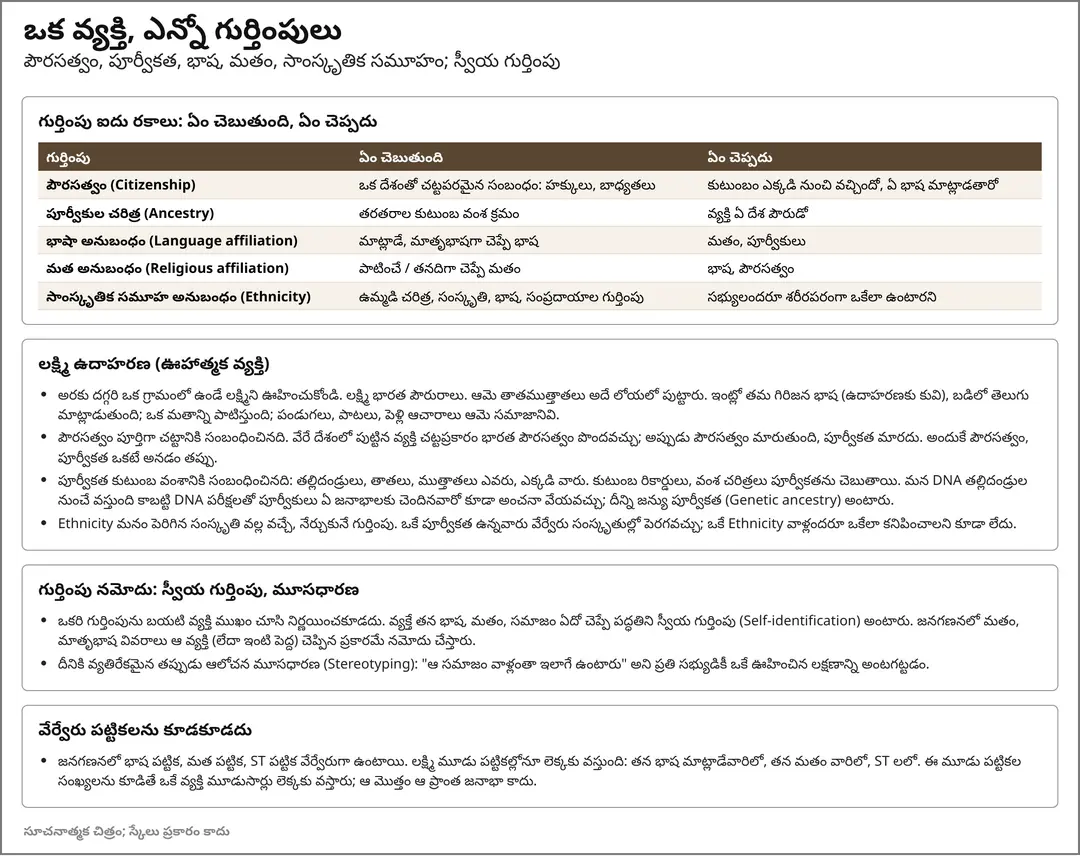 ఒక వ్యక్తి, ఎన్నో గుర్తింపులు
పౌరసత్వం, పూర్వీకత, భాష, మతం, సాంస్కృతిక సమూహం; స్వీయ గుర్తింపు
గుర్తింపు ఐదు రకాలు: ఏం చెబుతుంది, ఏం చెప్పదు
గుర్తింపు ఏం చెబుతుంది ఏం చెప్పదు
పౌరసత్వం (Citizenship) ఒక దేశంతో చట్టపరమైన సంబంధం: హక్కులు, బాధ్యతలు కుటుంబం ఎక్కడి నుంచి వచ్చిందో, ఏ భాష మాట్లాడతారో
పూర్వీకుల చరిత్ర (Ancestry) తరతరాల కుటుంబ వంశ క్రమం వ్యక్తి ఏ దేశ పౌరుడో
భాషా అనుబంధం (Language affiliation) మాట్లాడే, మాతృభాషగా చెప్పే భాష మతం, పూర్వీకులు
మత అనుబంధం (Religious affiliation) పాటించే / తనదిగా చెప్పే మతం భాష, పౌరసత్వం
సాంస్కృతిక సమూహ అనుబంధం (Ethnicity) ఉమ్మడి చరిత్ర, సంస్కృతి, భాష, సంప్రదాయాల గుర్తింపు సభ్యులందరూ శరీరపరంగా ఒకేలా ఉంటారని
లక్ష్మి ఉదాహరణ (ఊహాత్మక వ్యక్తి)
• అరకు దగ్గరి ఒక గ్రామంలో ఉండే లక్ష్మిని ఊహించుకోండి. లక్ష్మి భారత పౌరురాలు. ఆమె తాతముత్తాతలు అదే లోయలో పుట్టారు. ఇంట్లో తమ గిరిజన భాష (ఉదాహరణకు కువి), బడిలో తెలుగు
మాట్లాడుతుంది; ఒక మతాన్ని పాటిస్తుంది; పండుగలు, పాటలు, పెళ్లి ఆచారాలు ఆమె సమాజానివి.
• పౌరసత్వం పూర్తిగా చట్టానికి సంబంధించినది. వేరే దేశంలో పుట్టిన వ్యక్తి చట్టప్రకారం భారత పౌరసత్వం పొందవచ్చు; అప్పుడు పౌరసత్వం మారుతుంది, పూర్వీకత మారదు. అందుకే పౌరసత్వం,
పూర్వీకత ఒకటే అనడం తప్పు.
• పూర్వీకత కుటుంబ వంశానికి సంబంధించినది: తల్లిదండ్రులు, తాతలు, ముత్తాతలు ఎవరు, ఎక్కడి వారు. కుటుంబ రికార్డులు, వంశ చరిత్రలు పూర్వీకతను చెబుతాయి. మన DNA తల్లిదండ్రుల
నుంచే వస్తుంది కాబట్టి DNA పరీక్షలతో పూర్వీకులు ఏ జనాభాలకు చెందినవారో కూడా అంచనా వేయవచ్చు; దీన్ని జన్యు పూర్వీకత (Genetic ancestry) అంటారు.
• Ethnicity మనం పెరిగిన సంస్కృతి వల్ల వచ్చే, నేర్చుకునే గుర్తింపు. ఒకే పూర్వీకత ఉన్నవారు వేర్వేరు సంస్కృతుల్లో పెరగవచ్చు; ఒకే Ethnicity వాళ్లందరూ ఒకేలా కనిపించాలని కూడా లేదు.
గుర్తింపు నమోదు: స్వీయ గుర్తింపు, మూసధారణ
• ఒకరి గుర్తింపును బయటి వ్యక్తి ముఖం చూసి నిర్ణయించకూడదు. వ్యక్తే తన భాష, మతం, సమాజం ఏదో చెప్పే పద్ధతిని స్వీయ గుర్తింపు (Self-identification) అంటారు. జనగణనలో మతం,
మాతృభాష వివరాలు ఆ వ్యక్తి (లేదా ఇంటి పెద్ద) చెప్పిన ప్రకారమే నమోదు చేస్తారు.
• దీనికి వ్యతిరేకమైన తప్పుడు ఆలోచన మూసధారణ (Stereotyping): "ఆ సమాజం వాళ్లంతా ఇలాగే ఉంటారు" అని ప్రతి సభ్యుడికీ ఒకే ఊహించిన లక్షణాన్ని అంటగట్టడం.
వేర్వేరు పట్టికలను కూడకూడదు
• జనగణనలో భాష పట్టిక, మత పట్టిక, ST పట్టిక వేర్వేరుగా ఉంటాయి. లక్ష్మి మూడు పట్టికల్లోనూ లెక్కకు వస్తుంది: తన భాష మాట్లాడేవారిలో, తన మతం వారిలో, ST లలో. ఈ మూడు పట్టికల
సంఖ్యలను కూడితే ఒకే వ్యక్తి మూడుసార్లు లెక్కకు వస్తారు; ఆ మొత్తం ఆ ప్రాంత జనాభా కాదు.
సూచనాత్మక చిత్రం; స్కేలు ప్రకారం కాదు